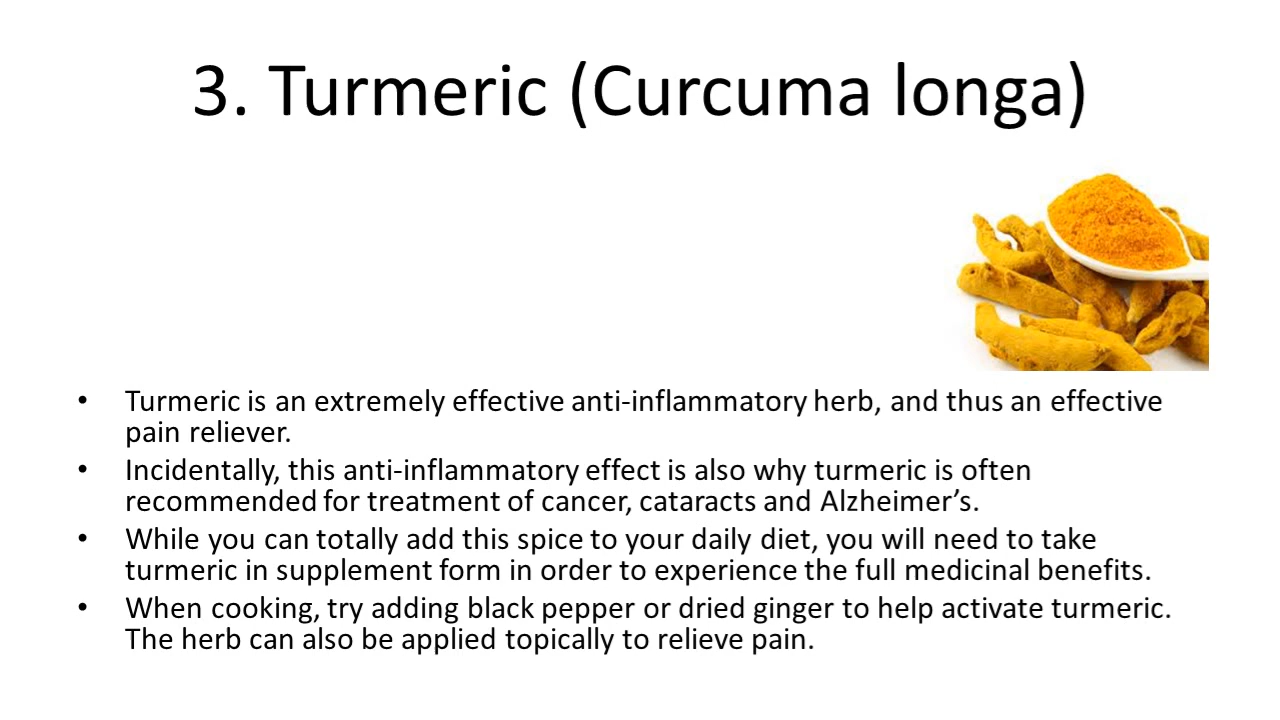 3. Turmeric (Curcuma longa)
• Turmeric is an extremely effective anti-inflammatory herb, and thus an effective
pain reliever.
• Incidentally, this anti-inflammatory effect is also why turmeric is often
recommended for treatment of cancer, cataracts and Alzheimer’s.
• While you can totally add this spice to your daily diet, you will need to take
turmeric in supplement form in order to experience the full medicinal benefits.
• When cooking, try adding black pepper or dried ginger to help activate turmeric.
The herb can also be applied topically to relieve pain.